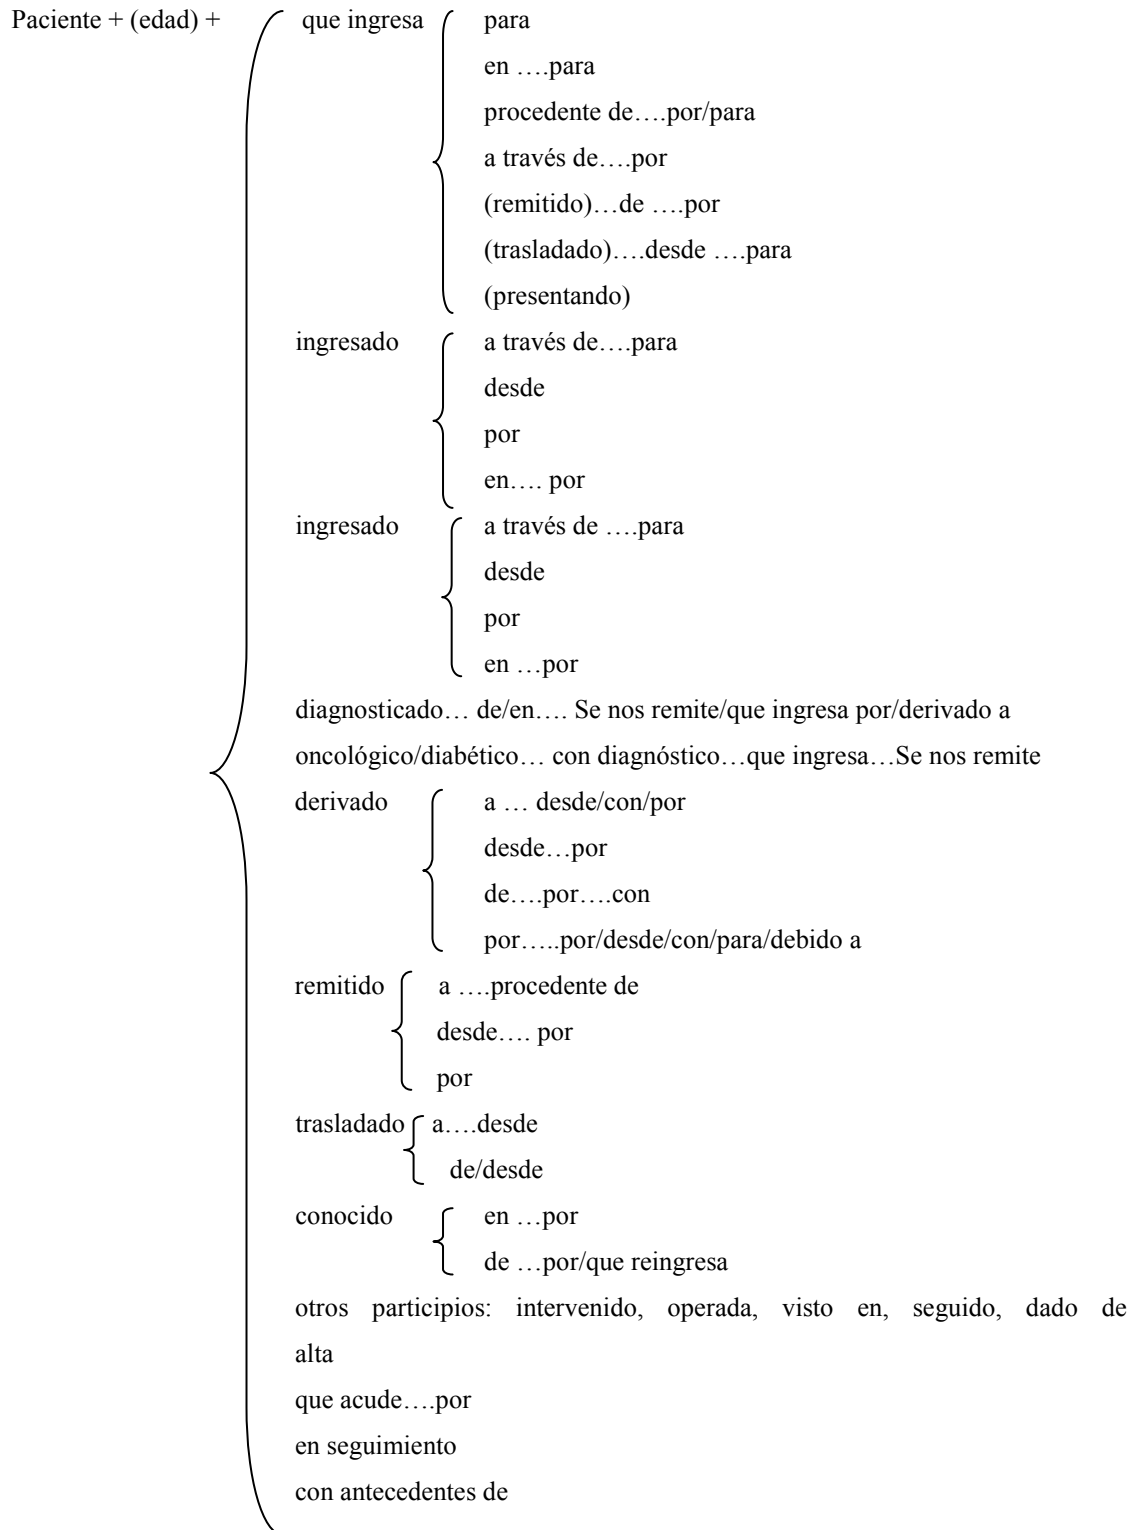 Paciente + (edad) + que ingresa para
en ….para
procedente de….por/para
a través de….por
(remitido)…de ….por
(trasladado)….desde ….para
(presentando)
ingresado a través de….para
desde
por
en…. por
ingresado a través de ….para
desde
por
en …por
diagnosticado… de/en…. Se nos remite/que ingresa por/derivado a
oncológico/diabético… con diagnóstico…que ingresa…Se nos remite
derivado a … desde/con/por
desde…por
de….por….con
por…..por/desde/con/para/debido a
remitido a ….procedente de
desde…. por
por
trasladado a….desde
de/desde
conocido en …por
de …por/que reingresa
otros participios: intervenido, operada, visto en, seguido, dado de
alta
que acude….por
en seguimiento
con antecedentes de